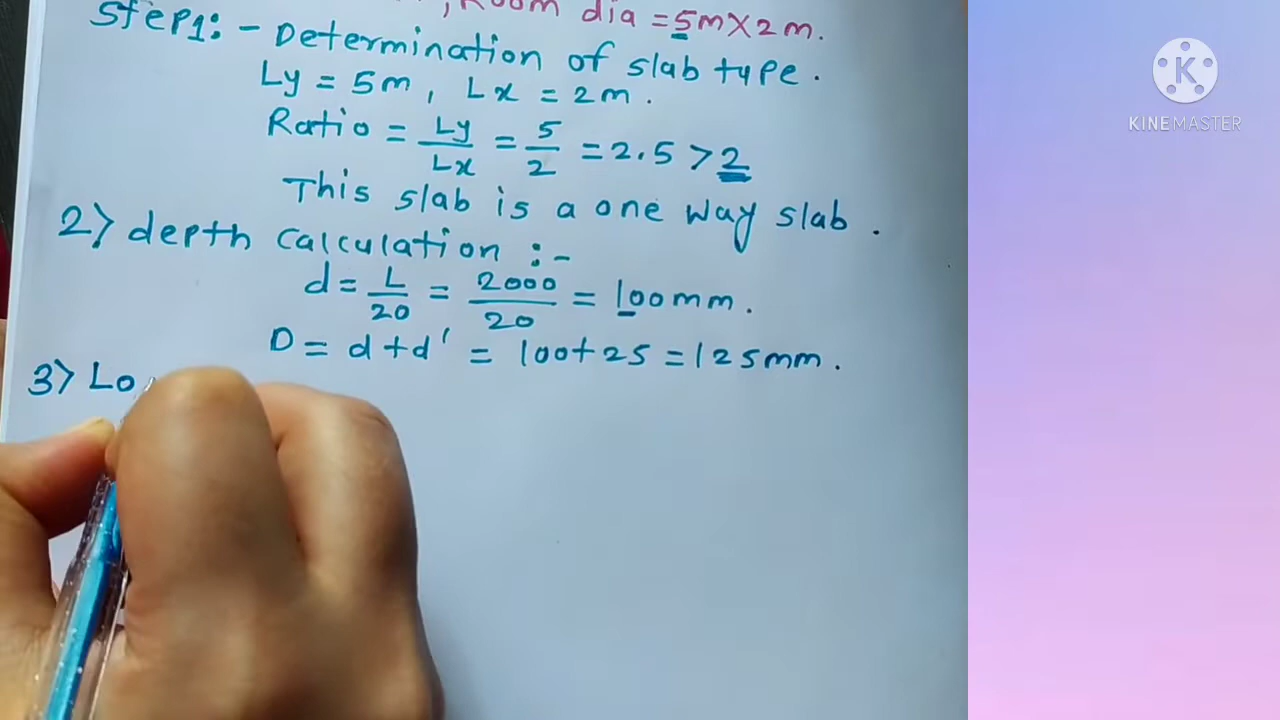 Room dia = 5m X 2m.
Step1: - Determination of slab type.
Ly = 5m, Lx = 2m.
Ratio = Ly/Lx = 5/2 = 2.5 > 2
This slab is a one way slab.
2> depth calculation :-
d = L/20 = 2000/20 = 100mm.
D = d+d' = 100+25 = 125mm.
3> Lo
KINEMASTER